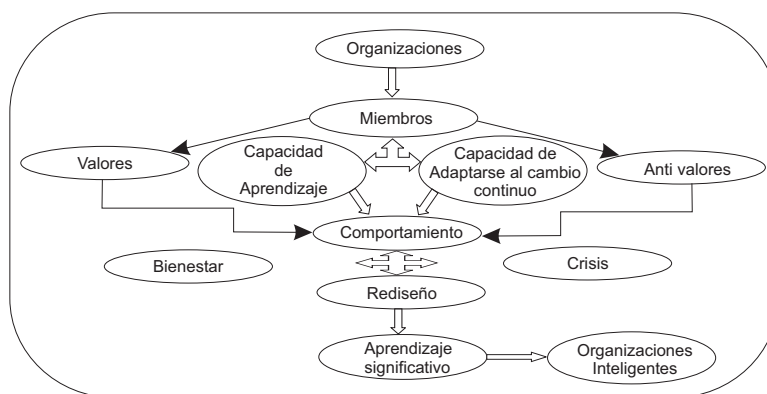 Organizaciones
Miembros
Valores
Capacidad
de
Aprendizaje
Capacidad de
Adaptarse al cambio
continuo
Anti valores
Comportamiento
Bienestar
Crisis
Rediseño
Aprendizaje
significativo
Organizaciones
Inteligentes